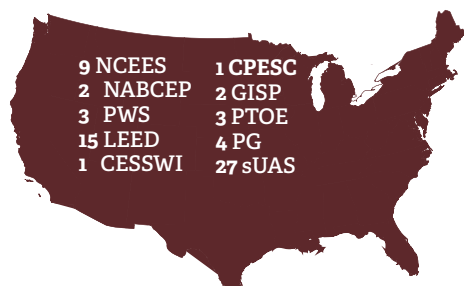 9 NCEES
2 NABCEP
3 PWS
15 LEED
1 CESSWI
1 CPESC
2 GISP
3 PTOE
4 PG
27 sUAS